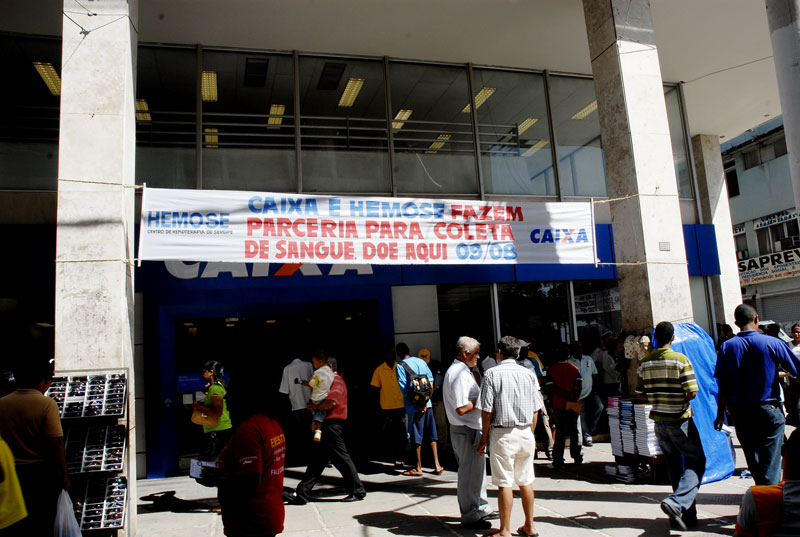 HEMOSE
CENTRO DE HEMOTERAPIA DE SERGIPE
CAIXA E HEMOSE FAZEM
PARCERIA PARA COLETA
DE SANGUE. DOE AQUI 09/08
CAIXA
CAIXA
SAPREV